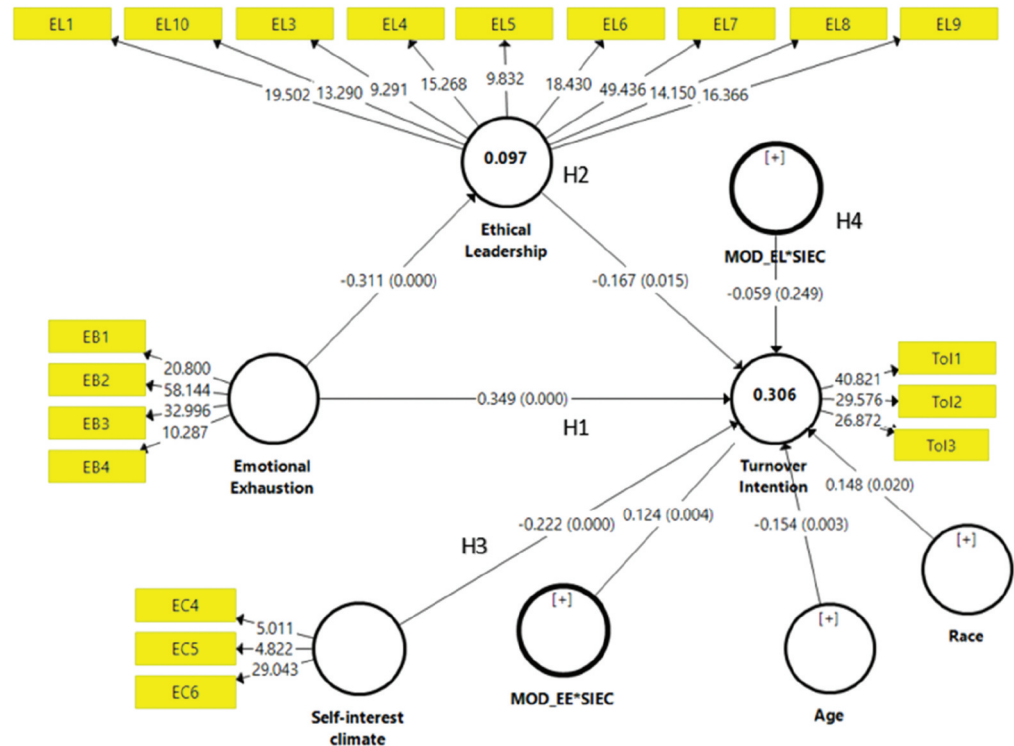 EL1 EL10 EL3 EL4 EL5 EL6 EL7 EL8 EL9
19.502 13.290 9.291 15.268 9.832 18.430 49.436 14.150 16.366
0.097
H2
Ethical
Leadership
[+]
H4
MOD_EL*SIEC
-0.311 (0.000)
-0.167 (0.015)
-0.059 (0.249)
EB1
EB2
EB3
EB4
20.800
58.144
32.996
10.287
Emotional
Exhaustion
0.349 (0.000)
H1
0.306
Turnover
Intention
40.821
29.576
26.872
ToI1
ToI2
ToI3
-0.222 (0.000)
0.124 (0.004)
-0.154 (0.003)
0.148 (0.020)
H3
EC4
EC5
EC6
5.011
4.822
29.043
Self-interest
climate
[+]
MOD_EE*SIEC
[+]
Age
[+]
Race